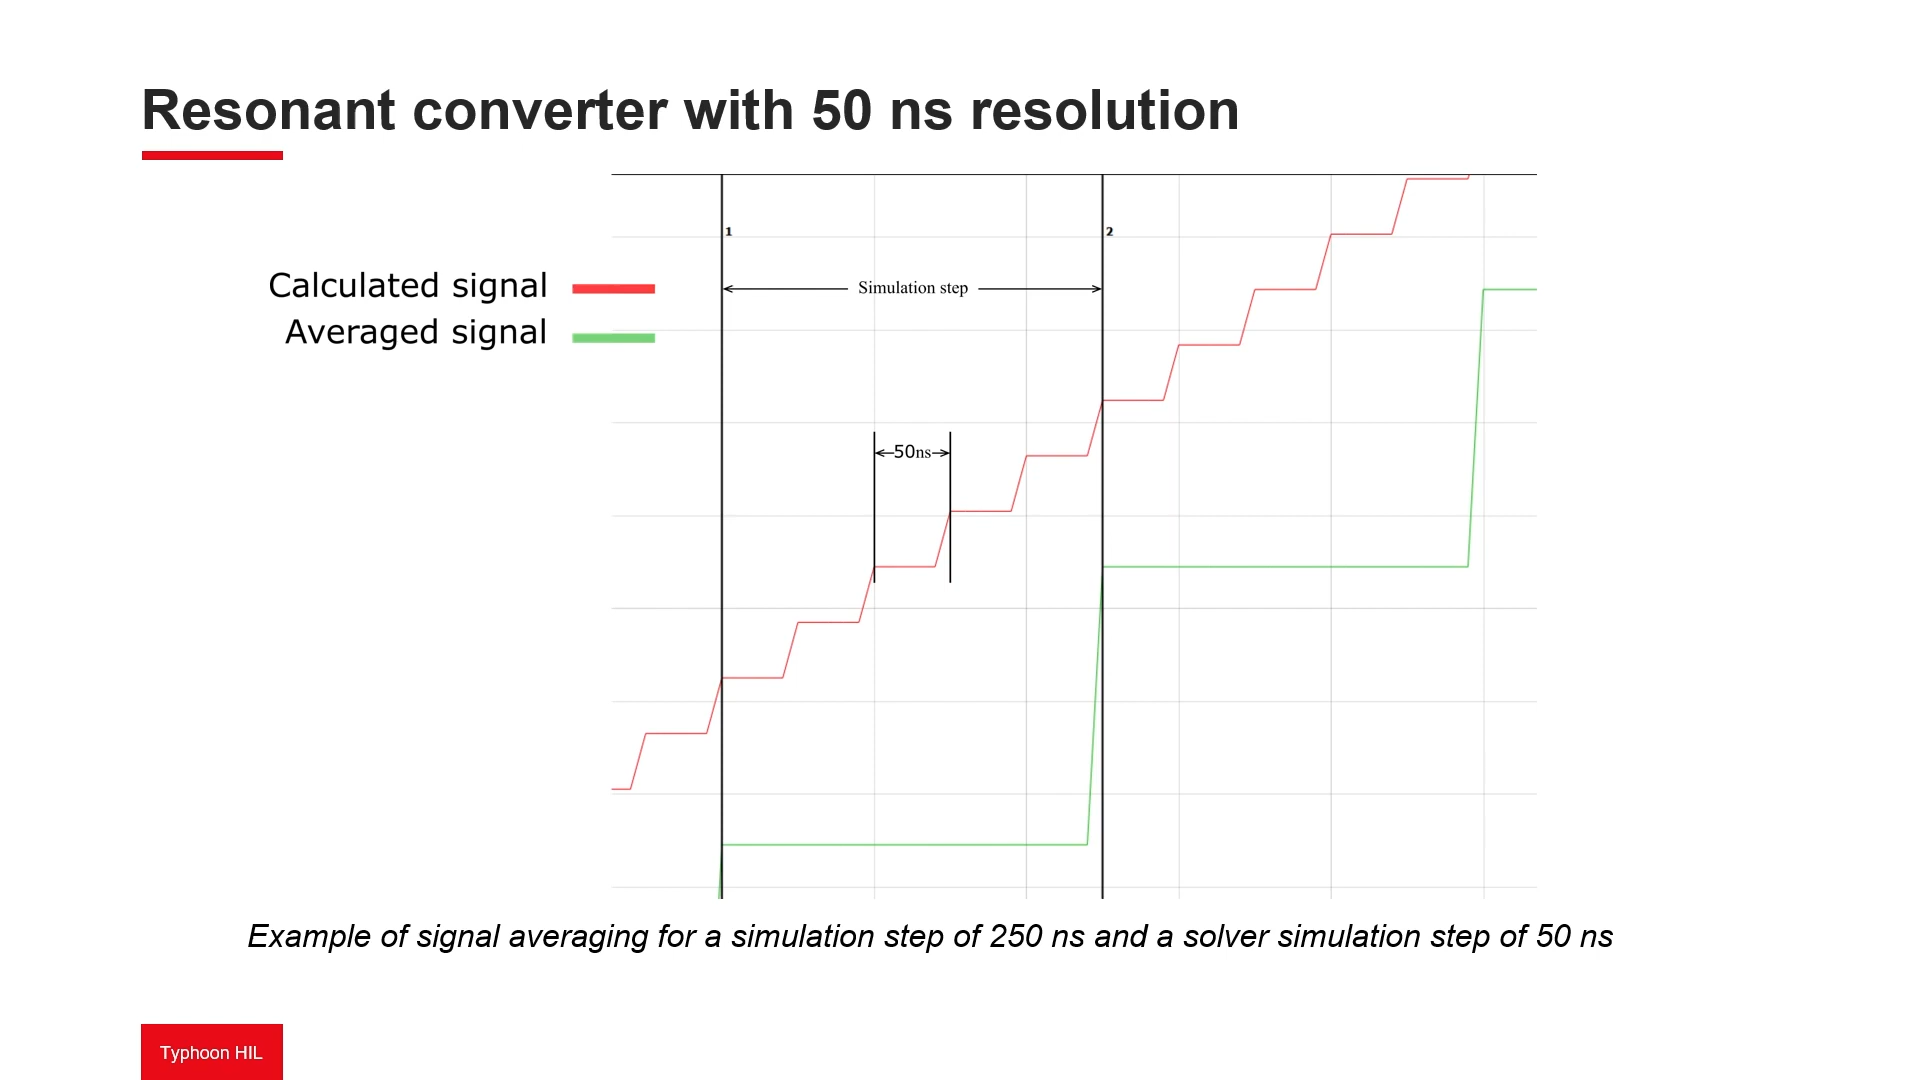 Resonant converter with 50 ns resolution
1
2
Calculated signal
Simulation step
Averaged signal
50ns
Example of signal averaging for a simulation step of 250 ns and a solver simulation step of 50 ns
Typhoon HIL